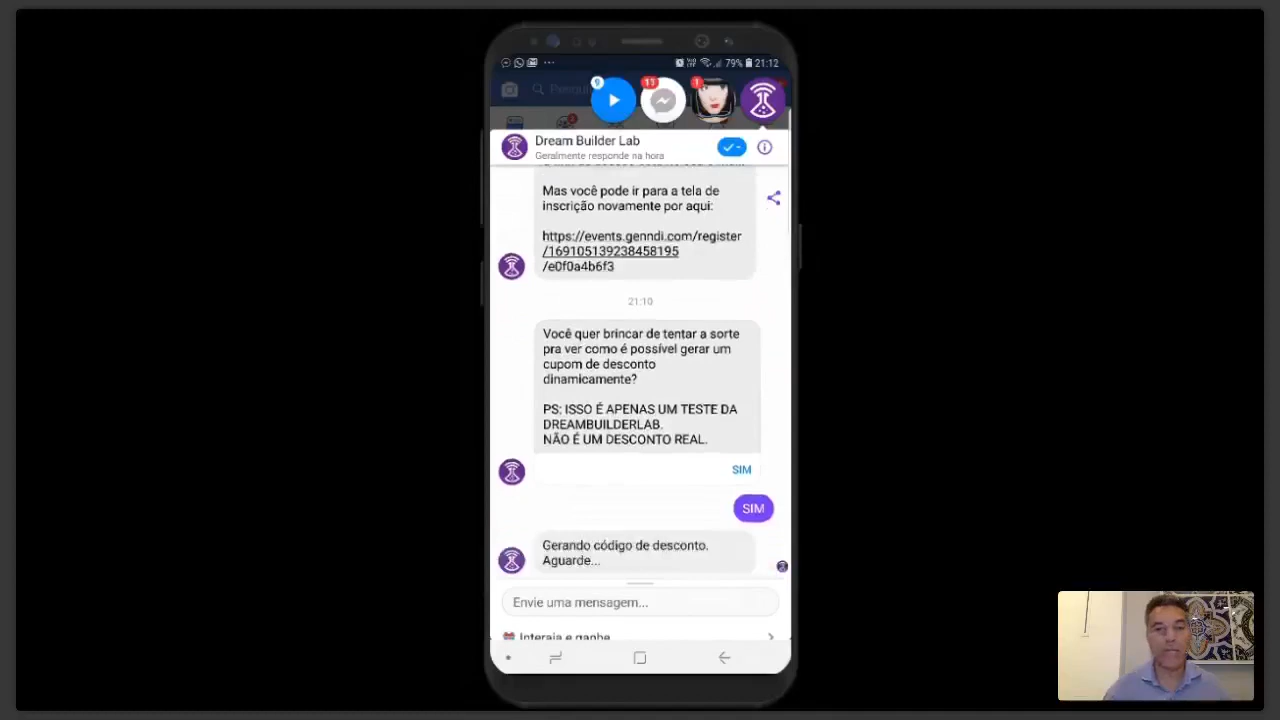 79% 21:12
9
11
1
Dream Builder Lab
Geralmente responde na hora
Mas você pode ir para a tela de
inscrição novamente por aqui:
https://events.genndi.com/register
/169105139238458195
/e0f0a4b6f3
21:10
Você quer brincar de tentar a sorte
pra ver como é possível gerar um
cupom de desconto
dinamicamente?
PS: ISSO É APENAS UM TESTE DA
DREAMBUILDERLAB.
NÃO É UM DESCONTO REAL.
SIM
SIM
Gerando código de desconto.
Aguarde...
Envie uma mensagem...
Interaja e ganhe